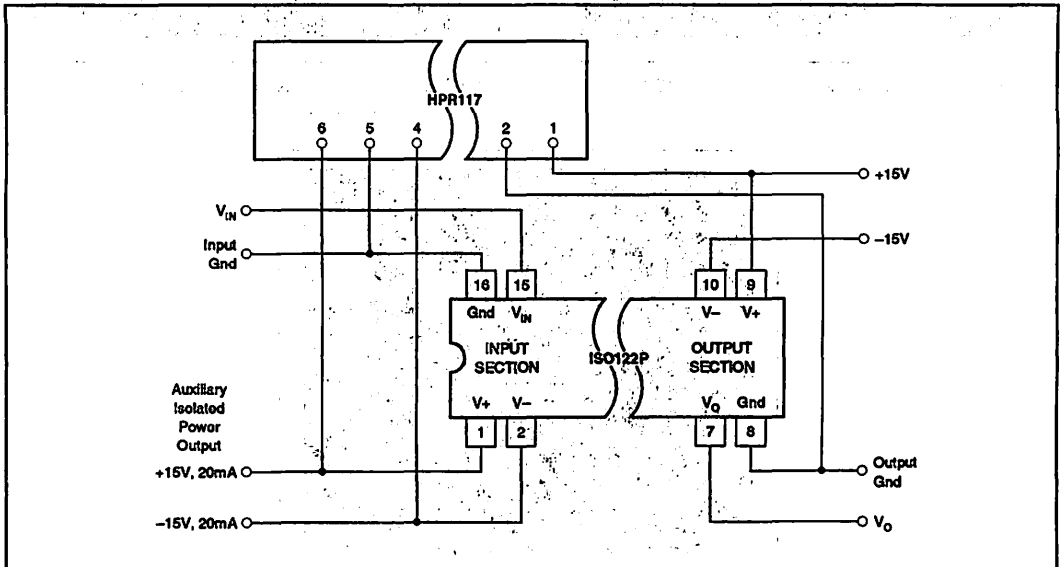 HPR117
6 5 4 2 1
+15V
V_IN
–15V
Input
Gnd
16 15 10 9
Gnd V_IN V– V+
INPUT
SECTION
ISO122P
OUTPUT
SECTION
Auxiliary
Isolated
Power
Output
V+ V– V_O Gnd
1 2 7 8
+15V, 20mA
Output
Gnd
–15V, 20mA
V_O